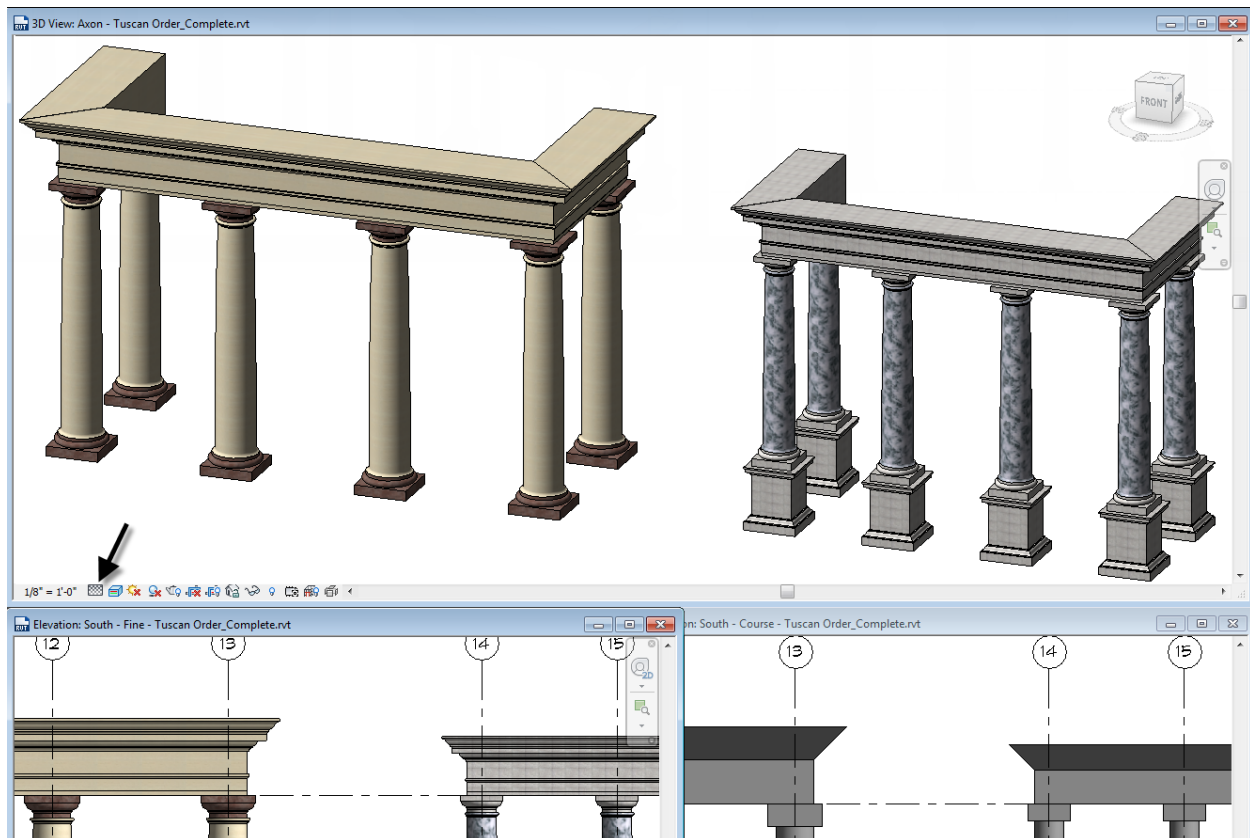 3D View: Axon - Tuscan Order_Complete.rvt
FRONT
1/8" = 1'-0"
Elevation: South - Fine - Tuscan Order_Complete.rvt
n: South - Course - Tuscan Order_Complete.rvt
12 13 14 15
2D
13 14 15